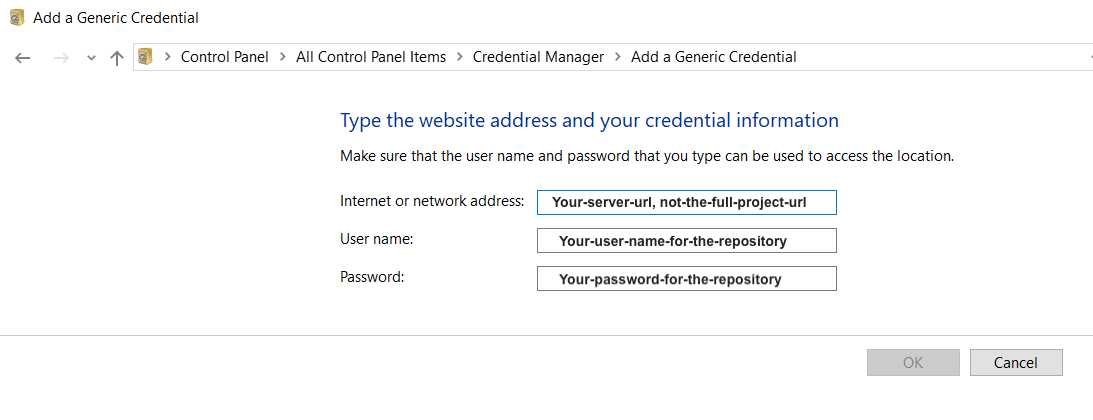 Add a Generic Credential
Control Panel > All Control Panel Items > Credential Manager > Add a Generic Credential
Type the website address and your credential information
Make sure that the user name and password that you type can be used to access the location.
Internet or network address: Your-server-url, not-the-full-project-url
User name: Your-user-name-for-the-repository
Password: Your-password-for-the-repository
OK Cancel